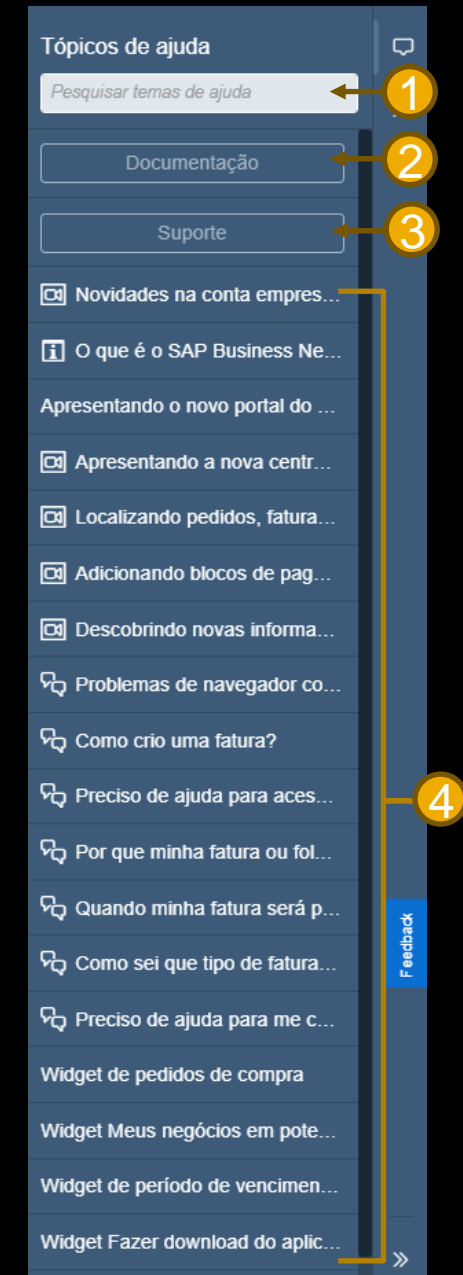 Tópicos de ajuda
Pesquisar temas de ajuda
1
Documentação
2
Suporte
3
Novidades na conta empres...
O que é o SAP Business Ne...
Apresentando o novo portal do ...
Apresentando a nova centr...
Localizando pedidos, fatura...
Adicionando blocos de pag...
Descobrindo novas informa...
Problemas de navegador co...
Como crio uma fatura?
Preciso de ajuda para aces...
4
Por que minha fatura ou fol...
Quando minha fatura será p...
Feedback
Como sei que tipo de fatura...
Preciso de ajuda para me c...
Widget de pedidos de compra
Widget Meus negócios em pote...
Widget de período de vencimen...
Widget Fazer download do aplic...